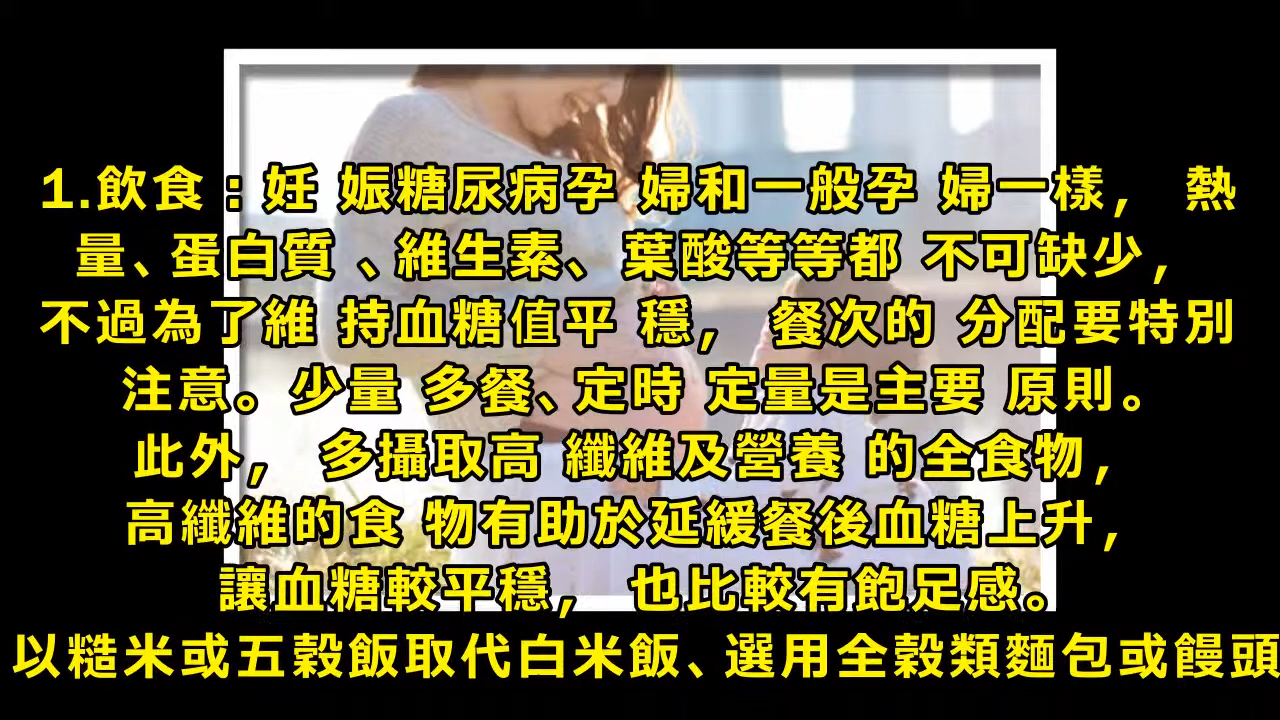 1.飲食：妊 娠糖尿病孕 婦和一般孕 婦一樣， 熱
量、蛋白質 、維生素、葉酸等等都 不可缺少，
不過為了維 持血糖值平 穩， 餐次的 分配要特別
注意。少量 多餐、定時 定量是主要 原則。
此外， 多攝取高 纖維及營養 的全食物，
高纖維的食 物有助於延緩餐後血糖上升，
讓血糖較平穩， 也比較有飽足感。
以糙米或五穀飯取代白米飯、選用全穀類麵包或饅頭